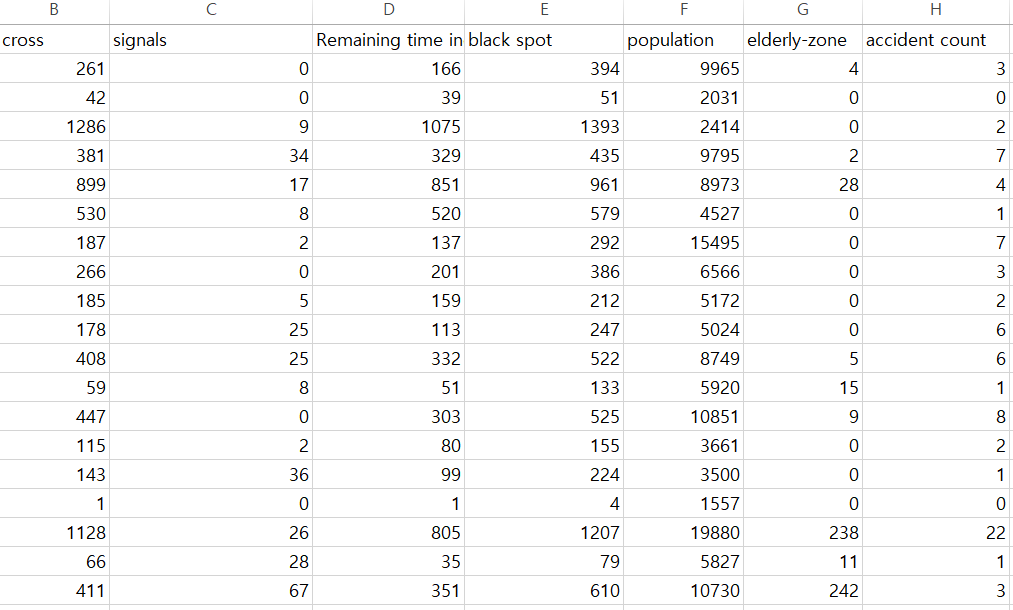 B C D E F G H
cross signals Remaining time in black spot population elderly-zone accident count
261 0 166 394 9965 4 3
42 0 39 51 2031 0 0
1286 9 1075 1393 2414 0 2
381 34 329 435 9795 2 7
899 17 851 961 8973 28 4
530 8 520 579 4527 0 1
187 2 137 292 15495 0 7
266 0 201 386 6566 0 3
185 5 159 212 5172 0 2
178 25 113 247 5024 0 6
408 25 332 522 8749 5 6
59 8 51 133 5920 15 1
447 0 303 525 10851 9 8
115 2 80 155 3661 0 2
143 36 99 224 3500 0 1
1 0 1 4 1557 0 0
1128 26 805 1207 19880 238 22
66 28 35 79 5827 11 1
411 67 351 610 10730 242 3